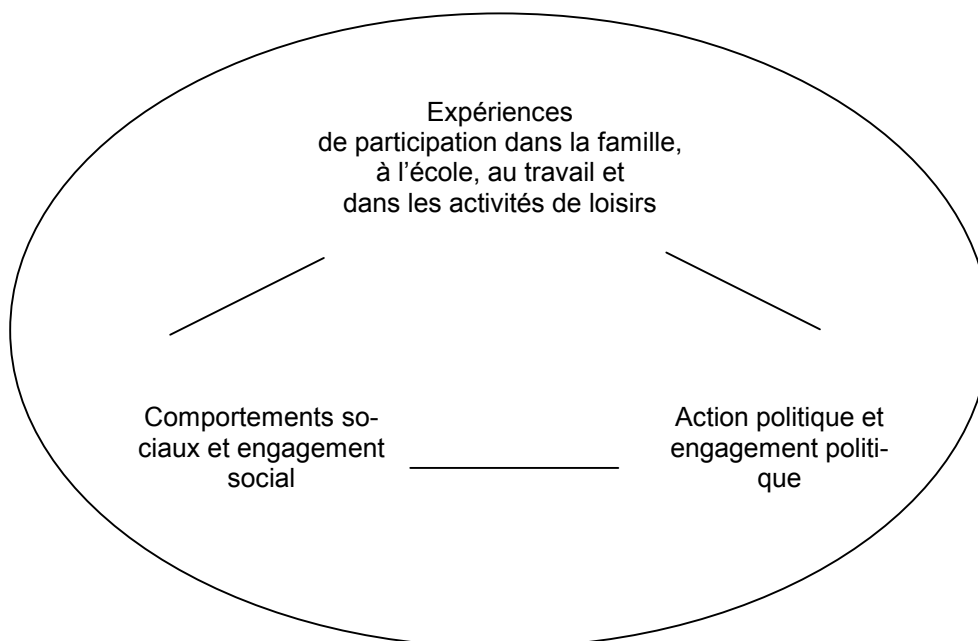 Expériences
de participation dans la famille,
à l’école, au travail et
dans les activités de loisirs
Comportements so-
ciaux et engagement
social
Action politique et
engagement politi-
que